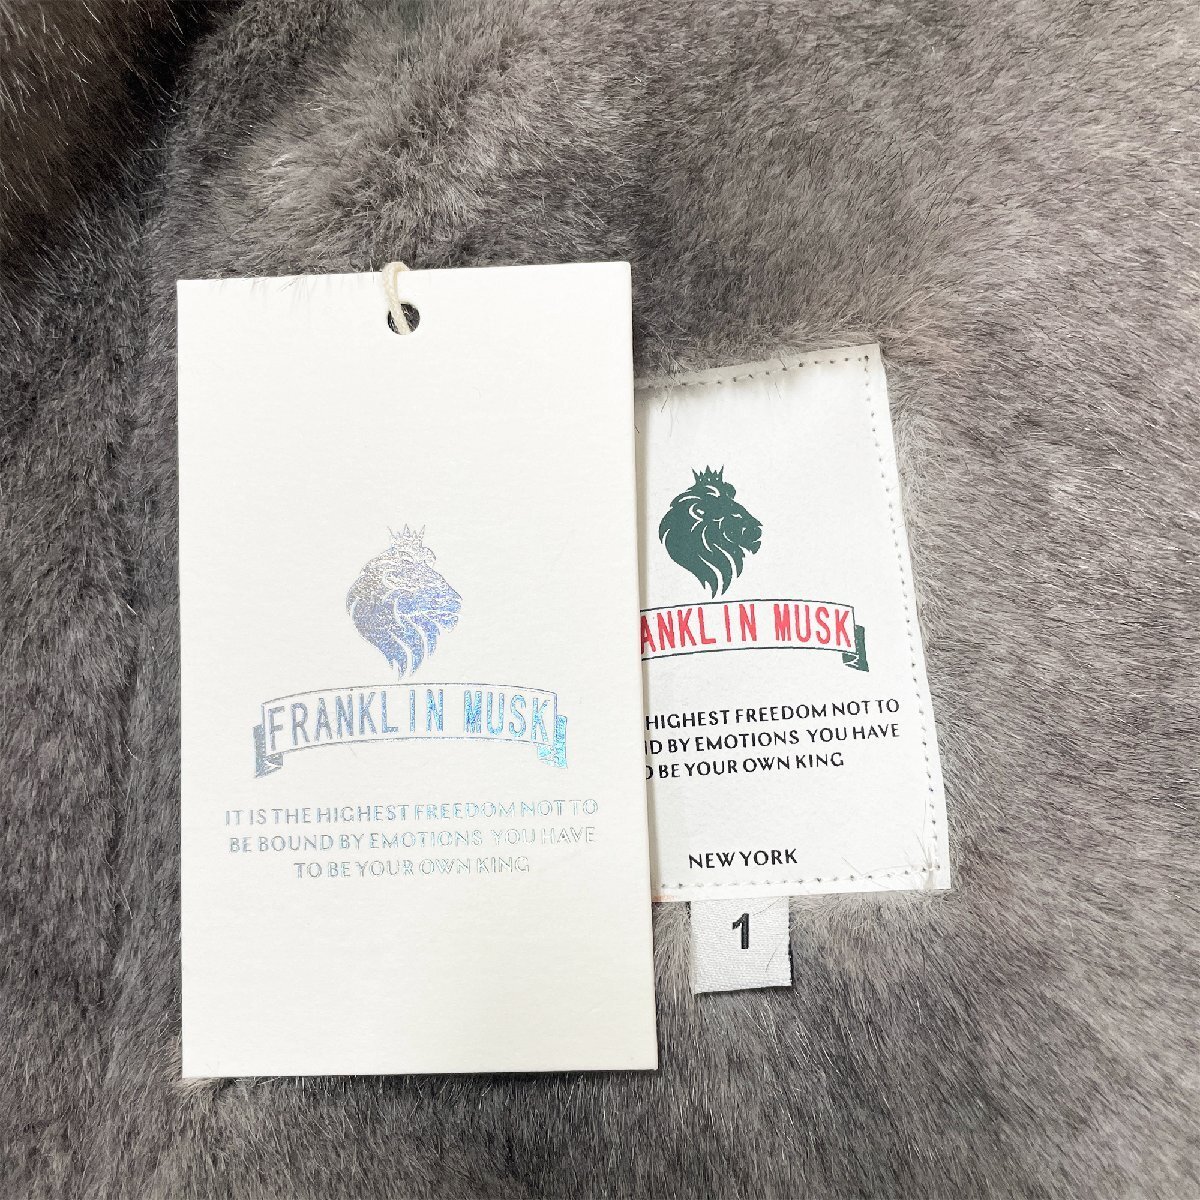 FRANKLIN MUSK
IT IS THE HIGHEST FREEDOM NOT TO
BE BOUND BY EMOTIONS YOU HAVE
TO BE YOUR OWN KING
ANKLIN MUSK
HIGHEST FREEDOM NOT TO
D BY EMOTIONS YOU HAVE
BE YOUR OWN KING
NEW YORK
1